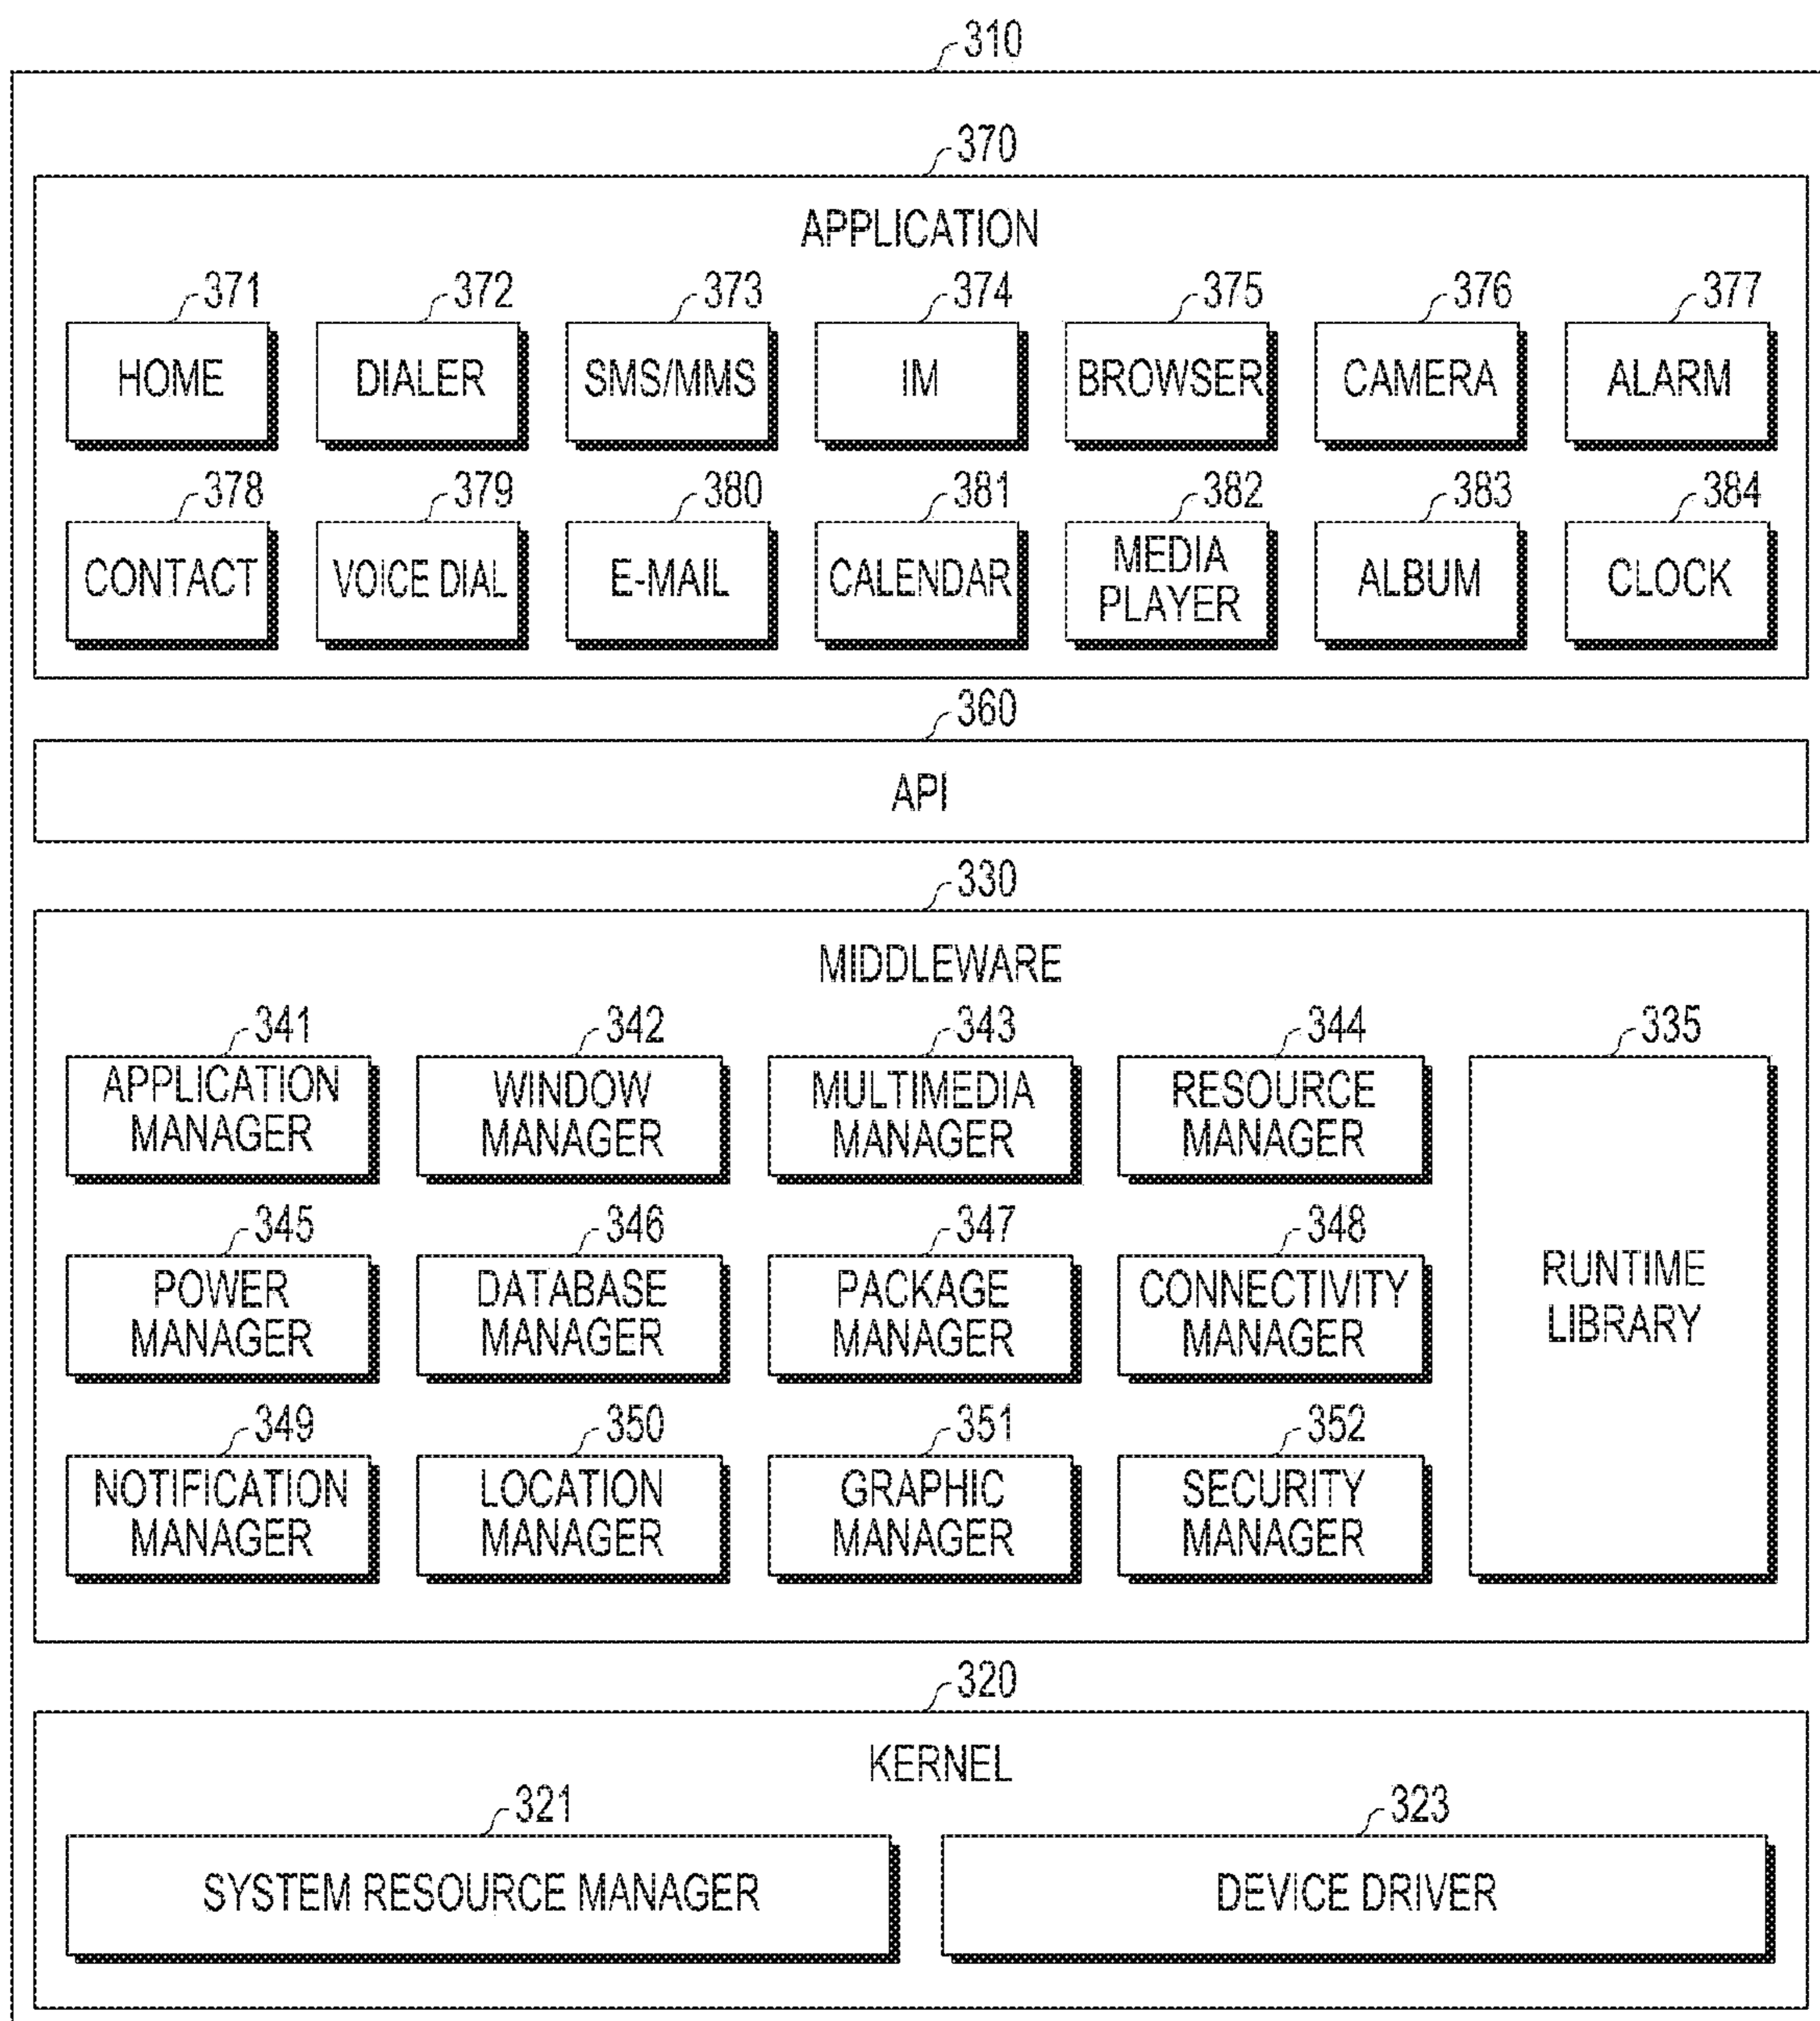 310
370
APPLICATION
371 372 373 374 375 376 377
HOME DIALER SMS/MMS IM BROWSER CAMERA ALARM
378 379 380 381 382 383 384
CONTACT VOICE DIAL E-MAIL CALENDAR MEDIA PLAYER ALBUM CLOCK
360
API
330
MIDDLEWARE
341 342 343 344 335
APPLICATION MANAGER WINDOW MANAGER MULTIMEDIA MANAGER RESOURCE MANAGER
345 346 347 348
POWER MANAGER DATABASE MANAGER PACKAGE MANAGER CONNECTIVITY MANAGER RUNTIME LIBRARY
349 350 351 352
NOTIFICATION MANAGER LOCATION MANAGER GRAPHIC MANAGER SECURITY MANAGER
320
KERNEL
321 323
SYSTEM RESOURCE MANAGER DEVICE DRIVER